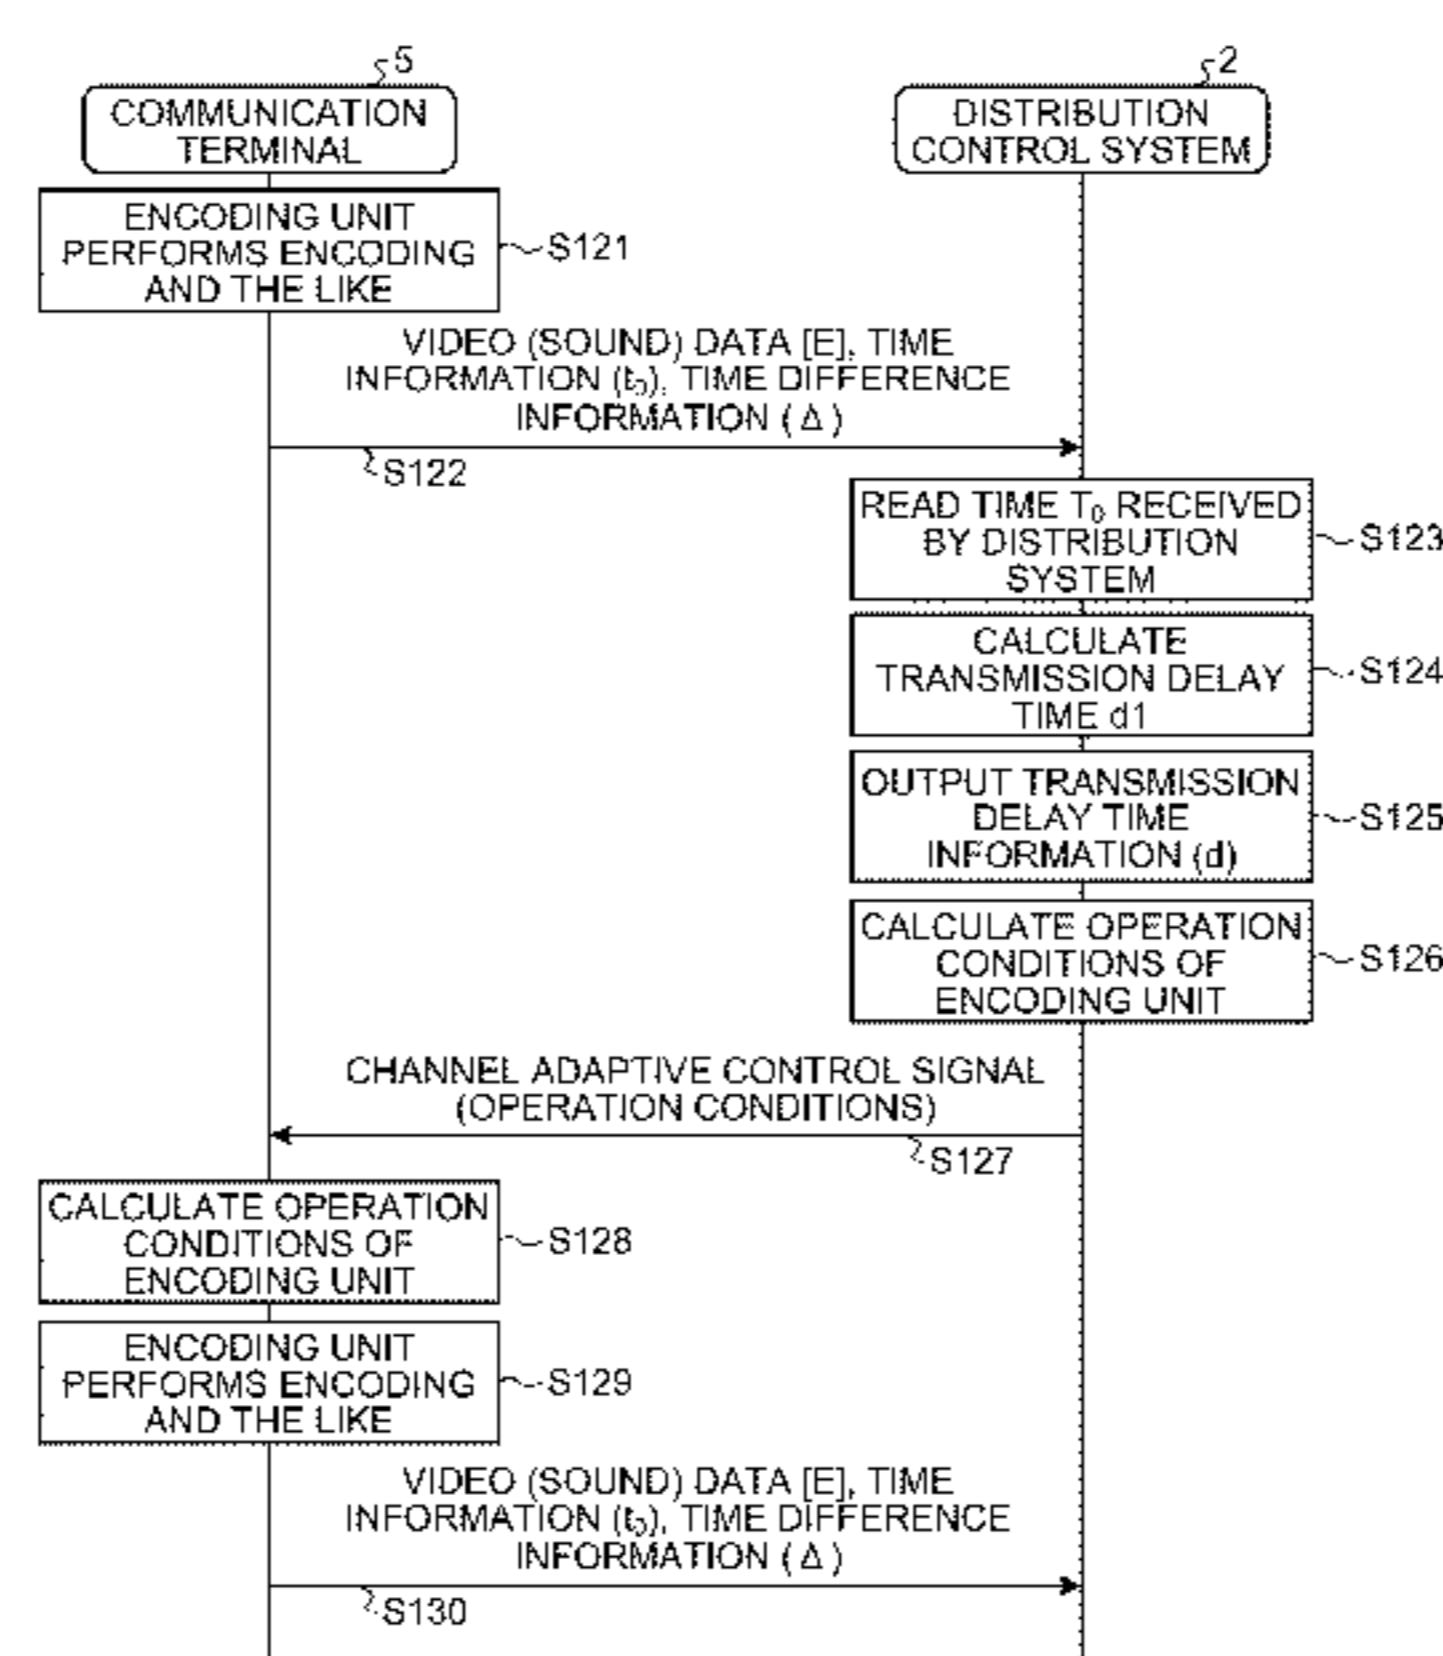 5
COMMUNICATION
TERMINAL
2
DISTRIBUTION
CONTROL SYSTEM
ENCODING UNIT
PERFORMS ENCODING
AND THE LIKE
S121
VIDEO (SOUND) DATA [E], TIME
INFORMATION (t₀), TIME DIFFERENCE
INFORMATION (Δ)
S122
READ TIME T₀ RECEIVED
BY DISTRIBUTION
SYSTEM
S123
CALCULATE
TRANSMISSION DELAY
TIME d1
S124
OUTPUT TRANSMISSION
DELAY TIME
INFORMATION (d)
S125
CALCULATE OPERATION
CONDITIONS OF
ENCODING UNIT
S126
CHANNEL ADAPTIVE CONTROL SIGNAL
(OPERATION CONDITIONS)
S127
CALCULATE OPERATION
CONDITIONS OF
ENCODING UNIT
S128
ENCODING UNIT
PERFORMS ENCODING
AND THE LIKE
S129
VIDEO (SOUND) DATA [E], TIME
INFORMATION (t₀), TIME DIFFERENCE
INFORMATION (Δ)
S130